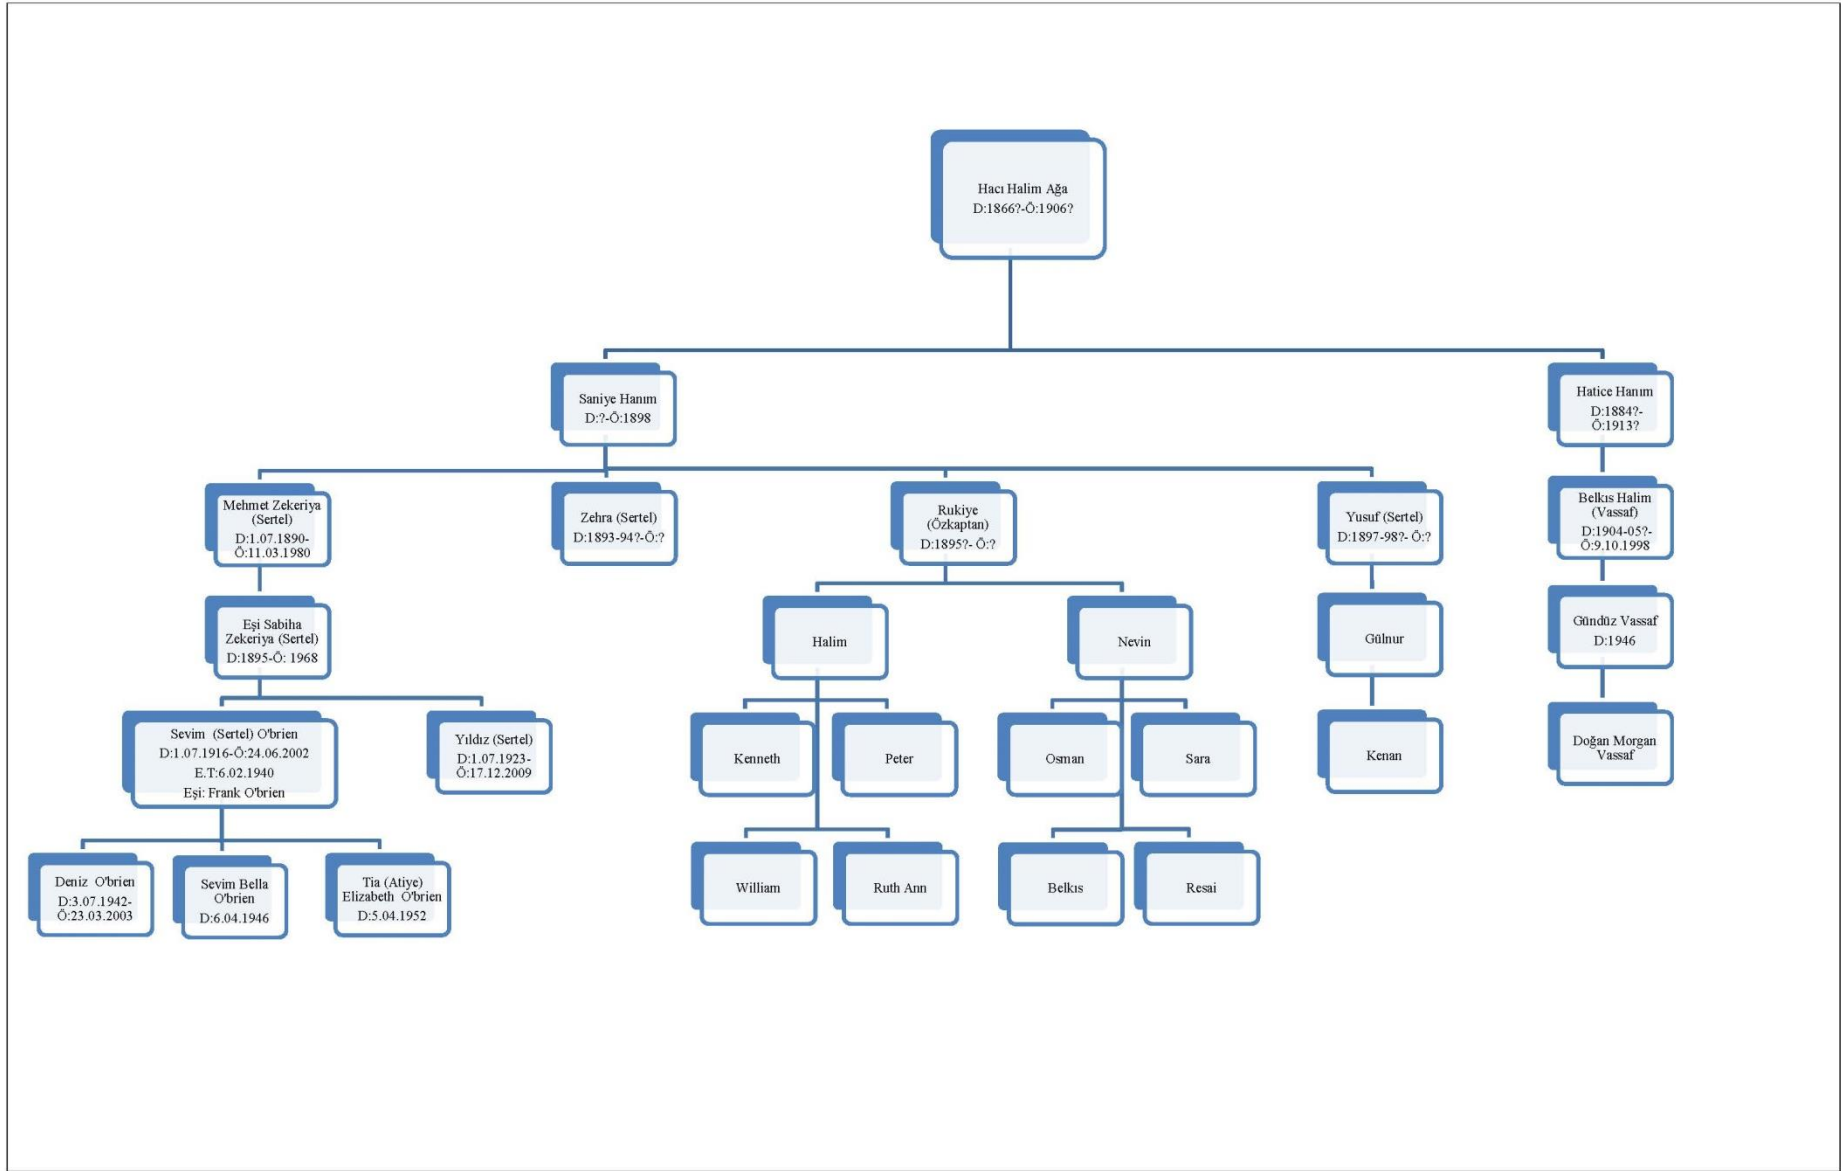 Hacı Halim Ağa
D:1866?-Ö:1906?
Saniye Hanım
D:?-Ö:1898
Hatice Hanım
D:1884?-
Ö:1913?
Mehmet Zekeriya
(Sertel)
D:1.07.1890-
Ö:11.03.1980
Zehra (Sertel)
D:1893-94?-Ö:?
Rukiye
(Özkaptan)
D:1895?- Ö:?
Yusuf (Sertel)
D:1897-98?- Ö:?
Belkıs Halim
(Vassaf)
D:1904-05?-
Ö:9.10.1998
Eşi Sabiha
Zekeriya (Sertel)
D:1895-Ö: 1968
Halim
Nevin
Gülnur
Gündüz Vassaf
D:1946
Sevim (Sertel) O'brien
D:1.07.1916-Ö:24.06.2002
E.T:6.02.1940
Eşi: Frank O'brien
Yıldız (Sertel)
D:1.07.1923-
Ö:17.12.2009
Kenneth
Peter
Osman
Sara
Kenan
Doğan Morgan
Vassaf
Deniz O'brien
D:3.07.1942-
Ö:23.03.2003
Sevim Bella
O'brien
D:6.04.1946
Tia (Atiye)
Elizabeth O'brien
D:5.04.1952
William
Ruth Ann
Belkıs
Resai